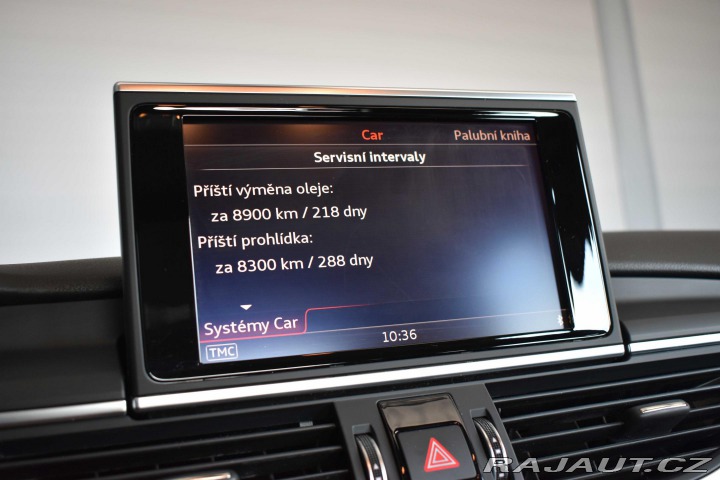 Car Palubní kniha
Servisní intervaly
Příští výměna oleje:
za 8900 km / 218 dny
Příští prohlídka:
za 8300 km / 288 dny
Systémy Car
TMC 10:36
RAJAUT.CZ